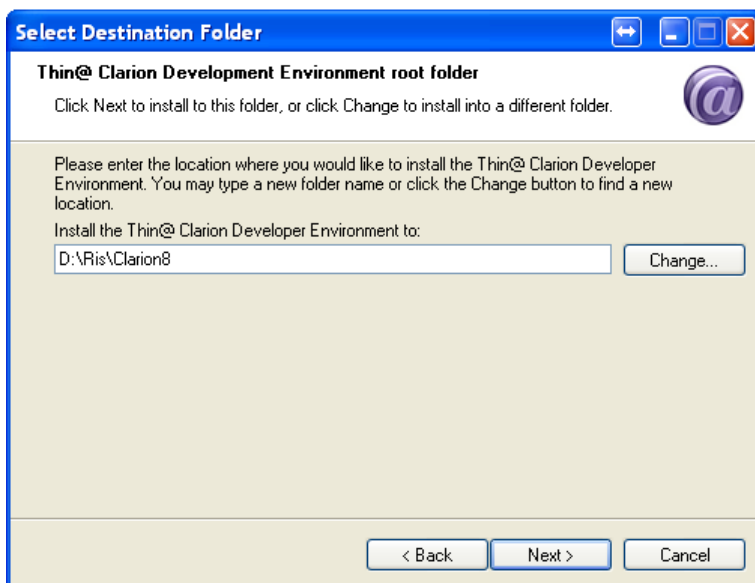 Select Destination Folder
Thin@ Clarion Development Environment root folder
Click Next to install to this folder, or click Change to install into a different folder.
Please enter the location where you would like to install the Thin@ Clarion Developer
Environment. You may type a new folder name or click the Change button to find a new
location.
Install the Thin@ Clarion Developer Environment to:
D:\Ris\Clarion8
Change...
< Back
Next >
Cancel